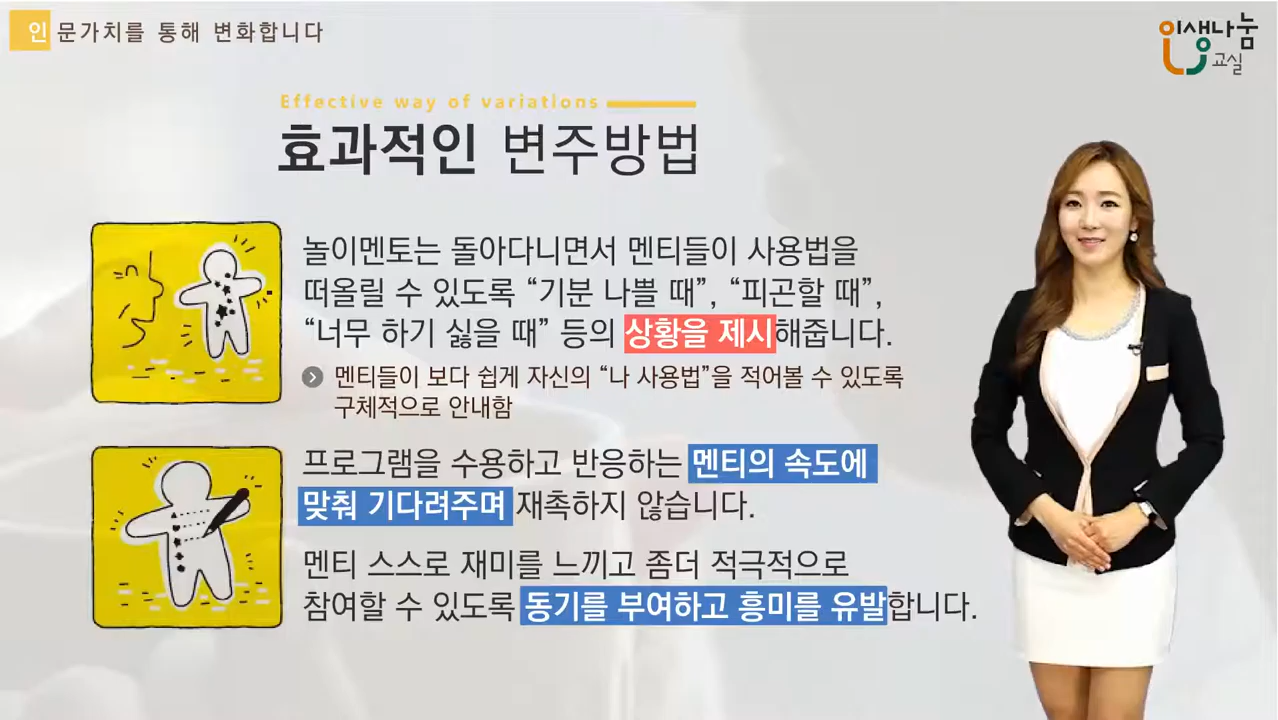 인문가치를 통해 변화합니다
인생나눔
교실
Effective way of variations
효과적인 변주방법
놀이멘토는 돌아다니면서 멘티들이 사용법을
떠올릴 수 있도록 “기분 나쁠 때”, “피곤할 때”,
“너무 하기 싫을 때” 등의 상황을 제시해줍니다.
멘티들이 보다 쉽게 자신의 “나 사용법”을 적어볼 수 있도록
구체적으로 안내함
프로그램을 수용하고 반응하는 멘티의 속도에
맞춰 기다려주며 재촉하지 않습니다.
멘티 스스로 재미를 느끼고 좀더 적극적으로
참여할 수 있도록 동기를 부여하고 흥미를 유발합니다.